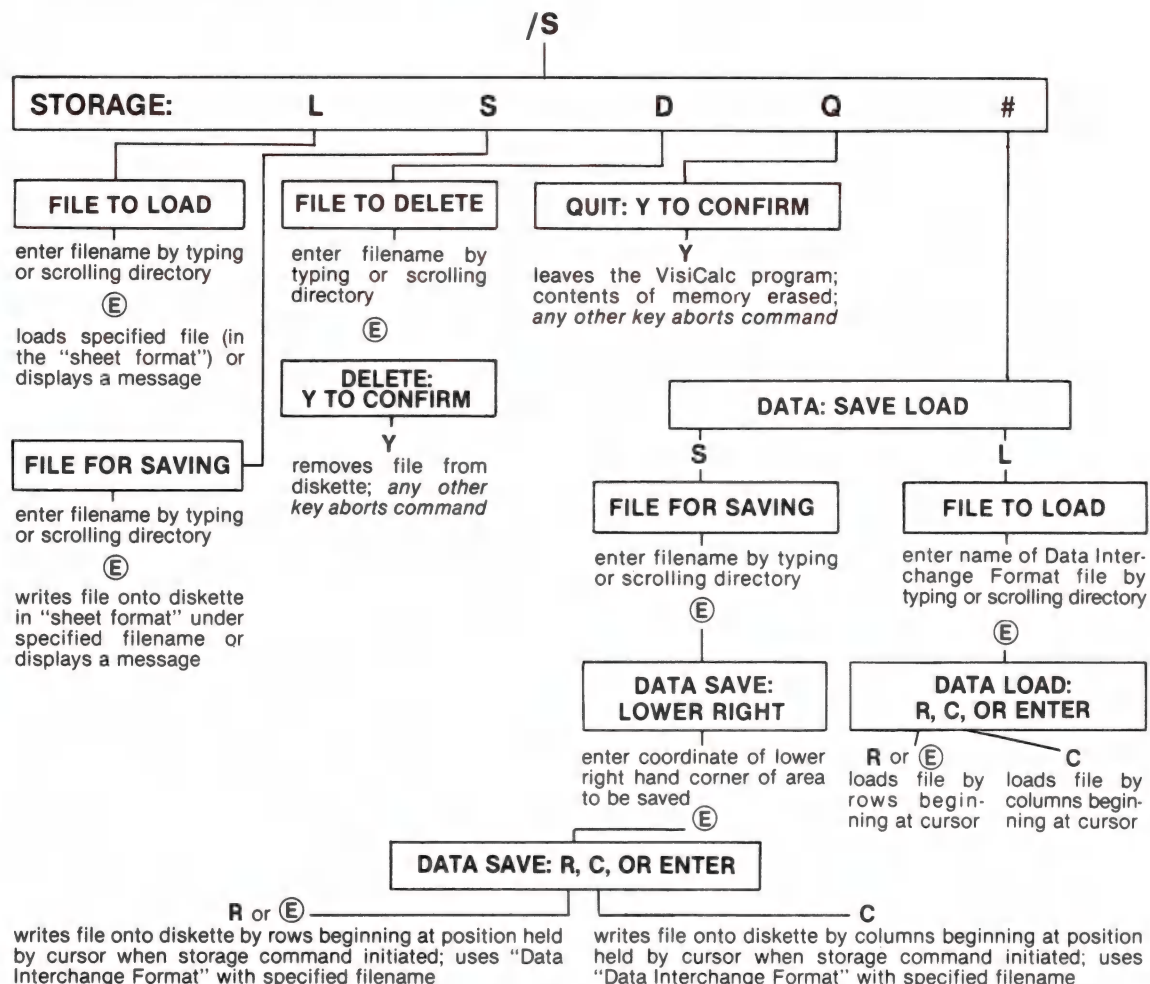 /S
STORAGE: L S D Q #
FILE TO LOAD
enter filename by typing
or scrolling directory
Ⓔ
loads specified file (in
the “sheet format”) or
displays a message
FILE FOR SAVING
enter filename by typing
or scrolling directory
Ⓔ
writes file onto diskette
in “sheet format” under
specified filename or
displays a message
FILE TO DELETE
enter filename by
typing or scrolling
directory
Ⓔ
DELETE:
Y TO CONFIRM
Y
removes file from
diskette; any other
key aborts command
QUIT: Y TO CONFIRM
Y
leaves the VisiCalc program;
contents of memory erased;
any other key aborts command
DATA: SAVE LOAD
S
FILE FOR SAVING
enter filename by typing
or scrolling directory
Ⓔ
DATA SAVE:
LOWER RIGHT
enter coordinate of lower
right hand corner of area
to be saved
Ⓔ
L
FILE TO LOAD
enter name of Data Inter-
change Format file by
typing or scrolling directory
Ⓔ
DATA LOAD:
R, C, OR ENTER
R or Ⓔ
loads file by
rows begin-
ning at cursor
C
loads file by
columns begin-
ning at cursor
DATA SAVE: R, C, OR ENTER
R or Ⓔ
writes file onto diskette by rows beginning at position held
by cursor when storage command initiated; uses “Data
Interchange Format” with specified filename
C
writes file onto diskette by columns beginning at position
held by cursor when storage command initiated; uses
“Data Interchange Format” with specified filename